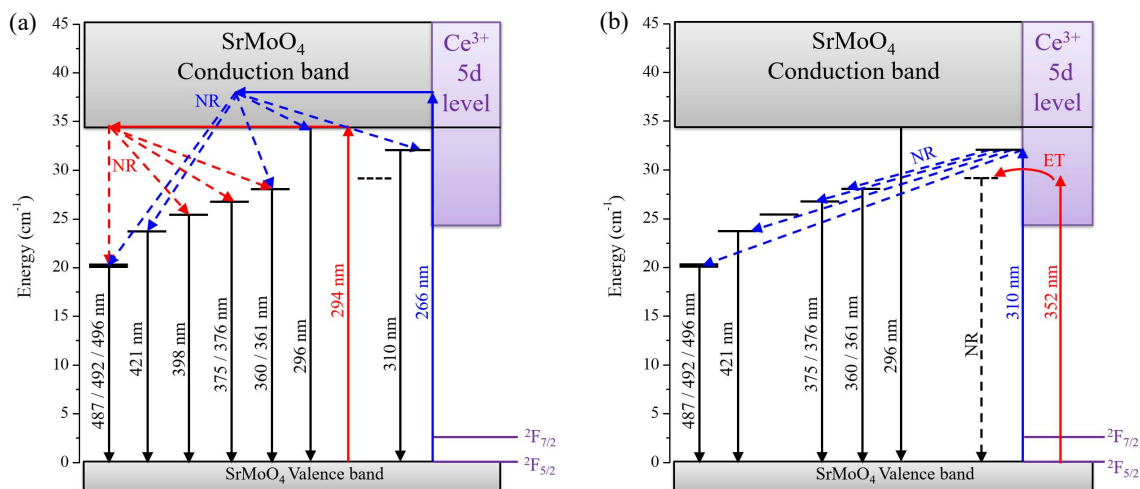 (a)
45
40
35
30
25
20
15
10
5
0
Energy (cm-1)
SrMoO4
Conduction band
Ce3+
5d
level
NR
NR
487 / 492 / 496 nm
421 nm
398 nm
375 / 376 nm
360 / 361 nm
296 nm
294 nm
310 nm
266 nm
2F7/2
2F5/2
SrMoO4 Valence band
(b)
45
40
35
30
25
20
15
10
5
0
Energy (cm-1)
SrMoO4
Conduction band
Ce3+
5d
level
NR
ET
487 / 492 / 496 nm
421 nm
375 / 376 nm
360 / 361 nm
296 nm
NR
310 nm
352 nm
2F7/2
2F5/2
SrMoO4 Valence band